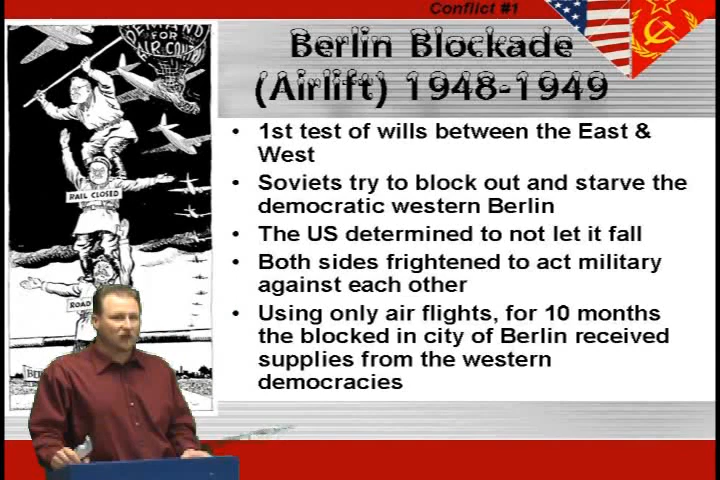 Conflict #1
Berlin Blockade
(Airlift) 1948-1949
• 1st test of wills between the East &
West
• Soviets try to block out and starve the
democratic western Berlin
• The US determined to not let it fall
• Both sides frightened to act military
against each other
• Using only air flights, for 10 months
the blocked in city of Berlin received
supplies from the western
democracies
DEMAND
FOR
AIR CONTROL
RAIL CLOSED
ROAD